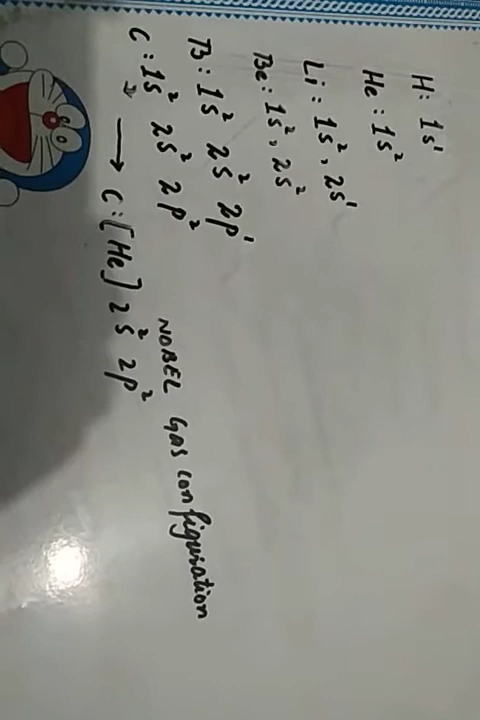 H: 1s¹
He: 1s²
Li: 1s², 2s¹
Be: 1s², 2s²
B: 1s² 2s² 2p¹
C: 1s² 2s² 2p²
→ C: [He] 2s² 2p²
NOBEL Gas configuration